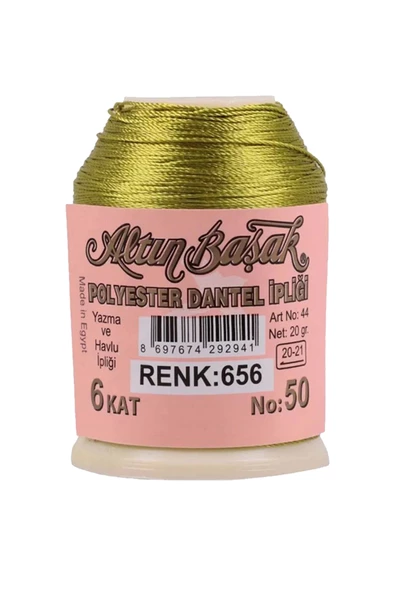 Altın Başak
POLYESTER DANTEL İPLİĞİ
Made in Egypt
Yazma
ve
Havlu
İpliği
8 697674 292941
Art No: 44
Net: 20 gr.
20-21
RENK:656
6 KAT
No:50